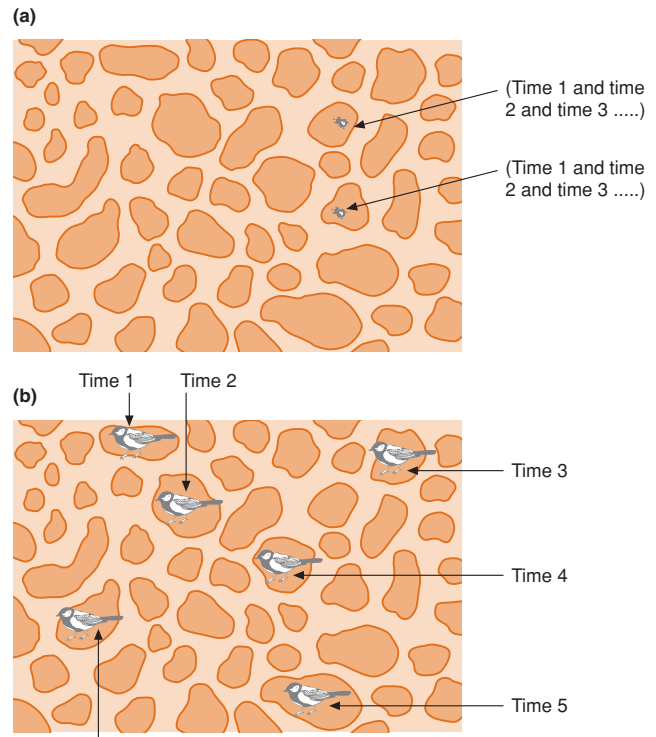 (a)
(Time 1 and time
2 and time 3 .....)
(Time 1 and time
2 and time 3 .....)
Time 1
Time 2
(b)
Time 3
Time 4
Time 5